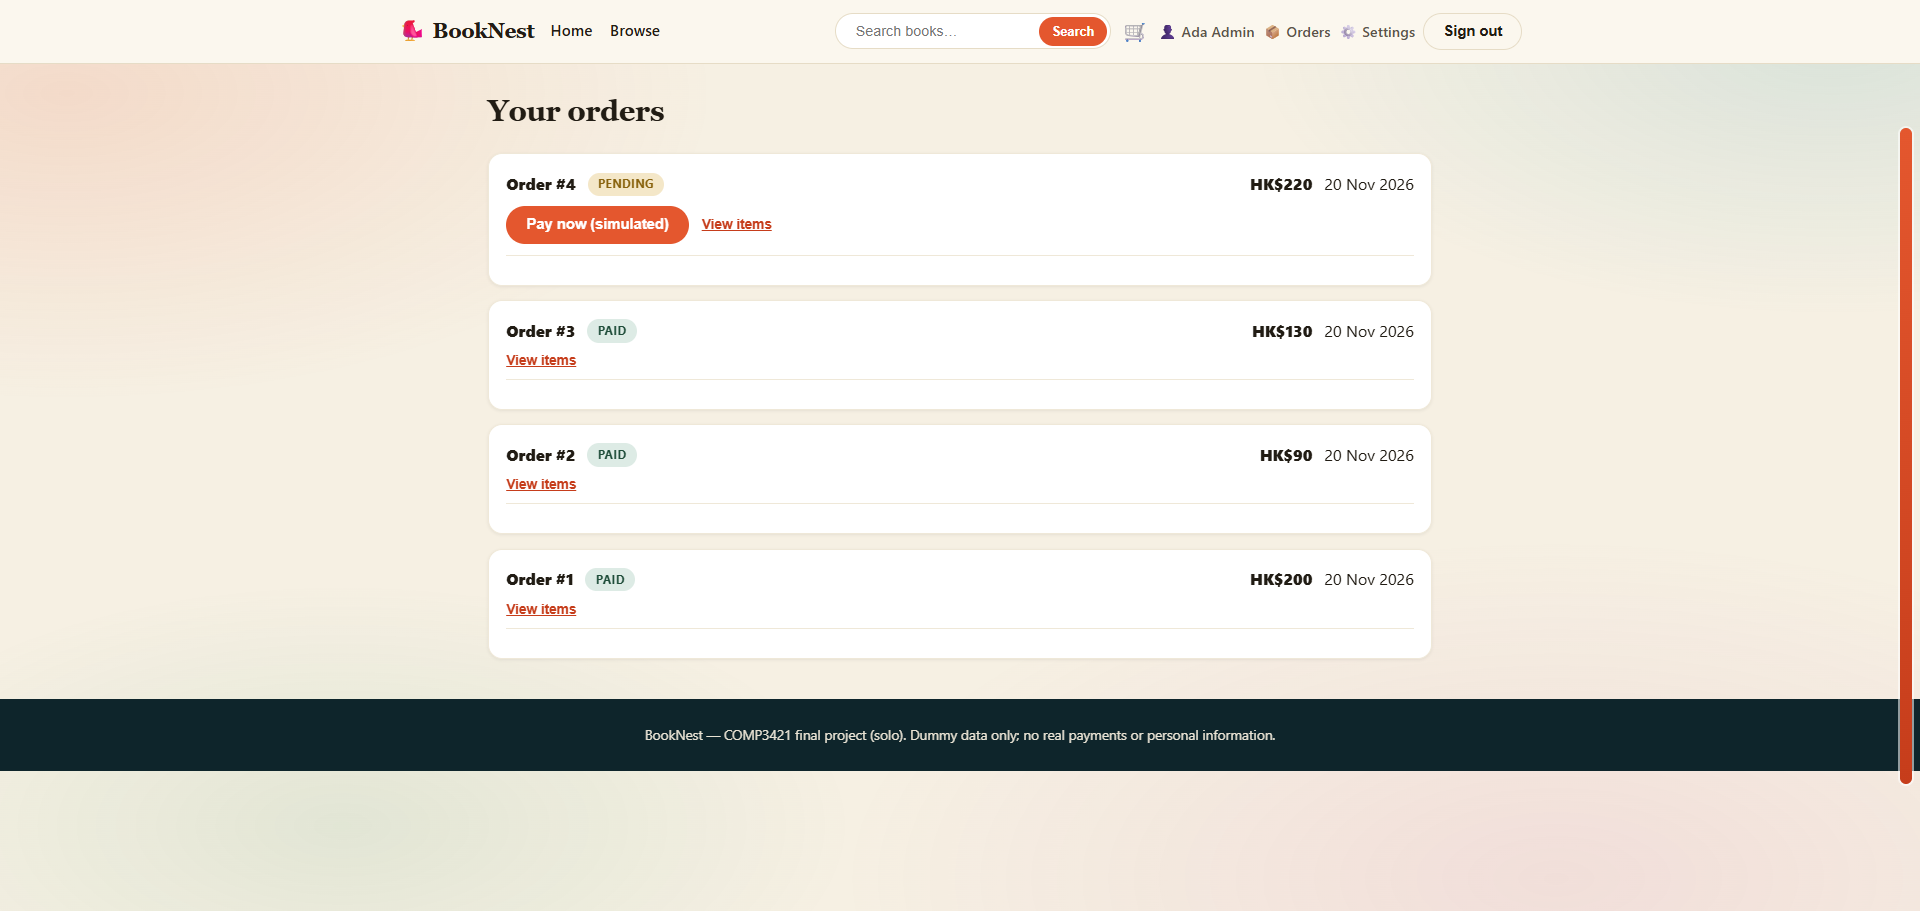 BookNest Home Browse Search books... Search Ada Admin Orders Settings Sign out
Your orders
Order #4 PENDING HK$220 20 Nov 2026
Pay now (simulated) View items
Order #3 PAID HK$130 20 Nov 2026
View items
Order #2 PAID HK$90 20 Nov 2026
View items
Order #1 PAID HK$200 20 Nov 2026
View items
BookNest — COMP3421 final project (solo). Dummy data only; no real payments or personal information.